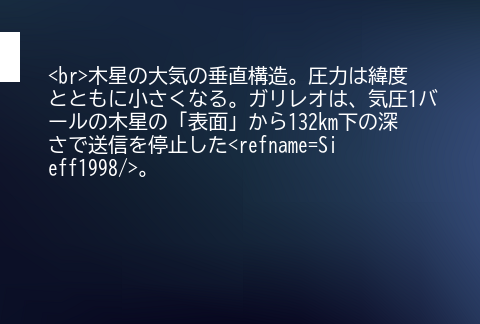 <br>木星の大気の垂直構造。圧力は緯度
とともに小さくなる。ガリレオは、気圧1バ
ールの木星の「表面」から132km下の深
さで送信を停止した<refname=Si
eff1998/>。